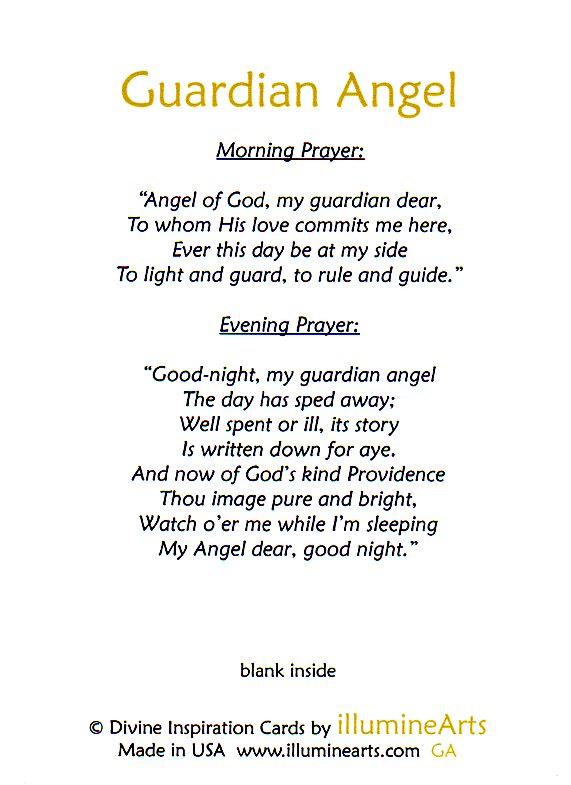 Guardian Angel
Morning Prayer:
“Angel of God, my guardian dear,
To whom His love commits me here,
Ever this day be at my side
To light and guard, to rule and guide.”
Evening Prayer:
“Good-night, my guardian angel
The day has sped away;
Well spent or ill, its story
Is written down for aye.
And now of God’s kind Providence
Thou image pure and bright,
Watch o’er me while I’m sleeping
My Angel dear, good night.”
blank inside
© Divine Inspiration Cards by illumineArts
Made in USA www.illuminearts.com GA